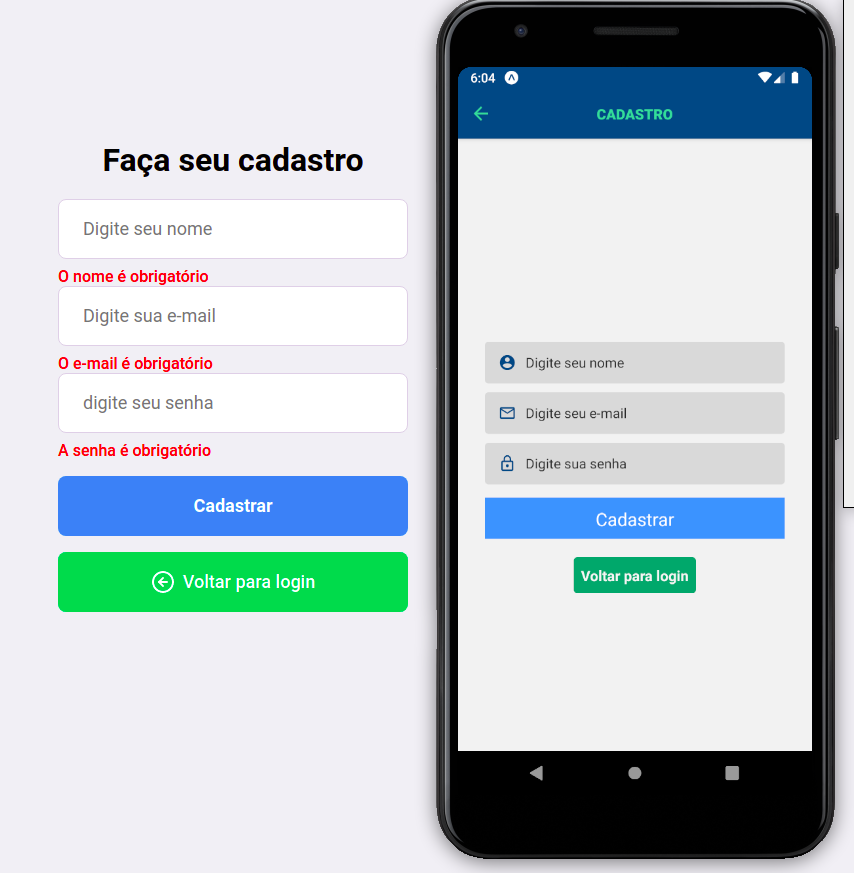 Faça seu cadastro
Digite seu nome
O nome é obrigatório
Digite sua e-mail
O e-mail é obrigatório
digite seu senha
A senha é obrigatório
Cadastrar
Voltar para login
6:04
CADASTRO
Digite seu nome
Digite seu e-mail
Digite sua senha
Cadastrar
Voltar para login